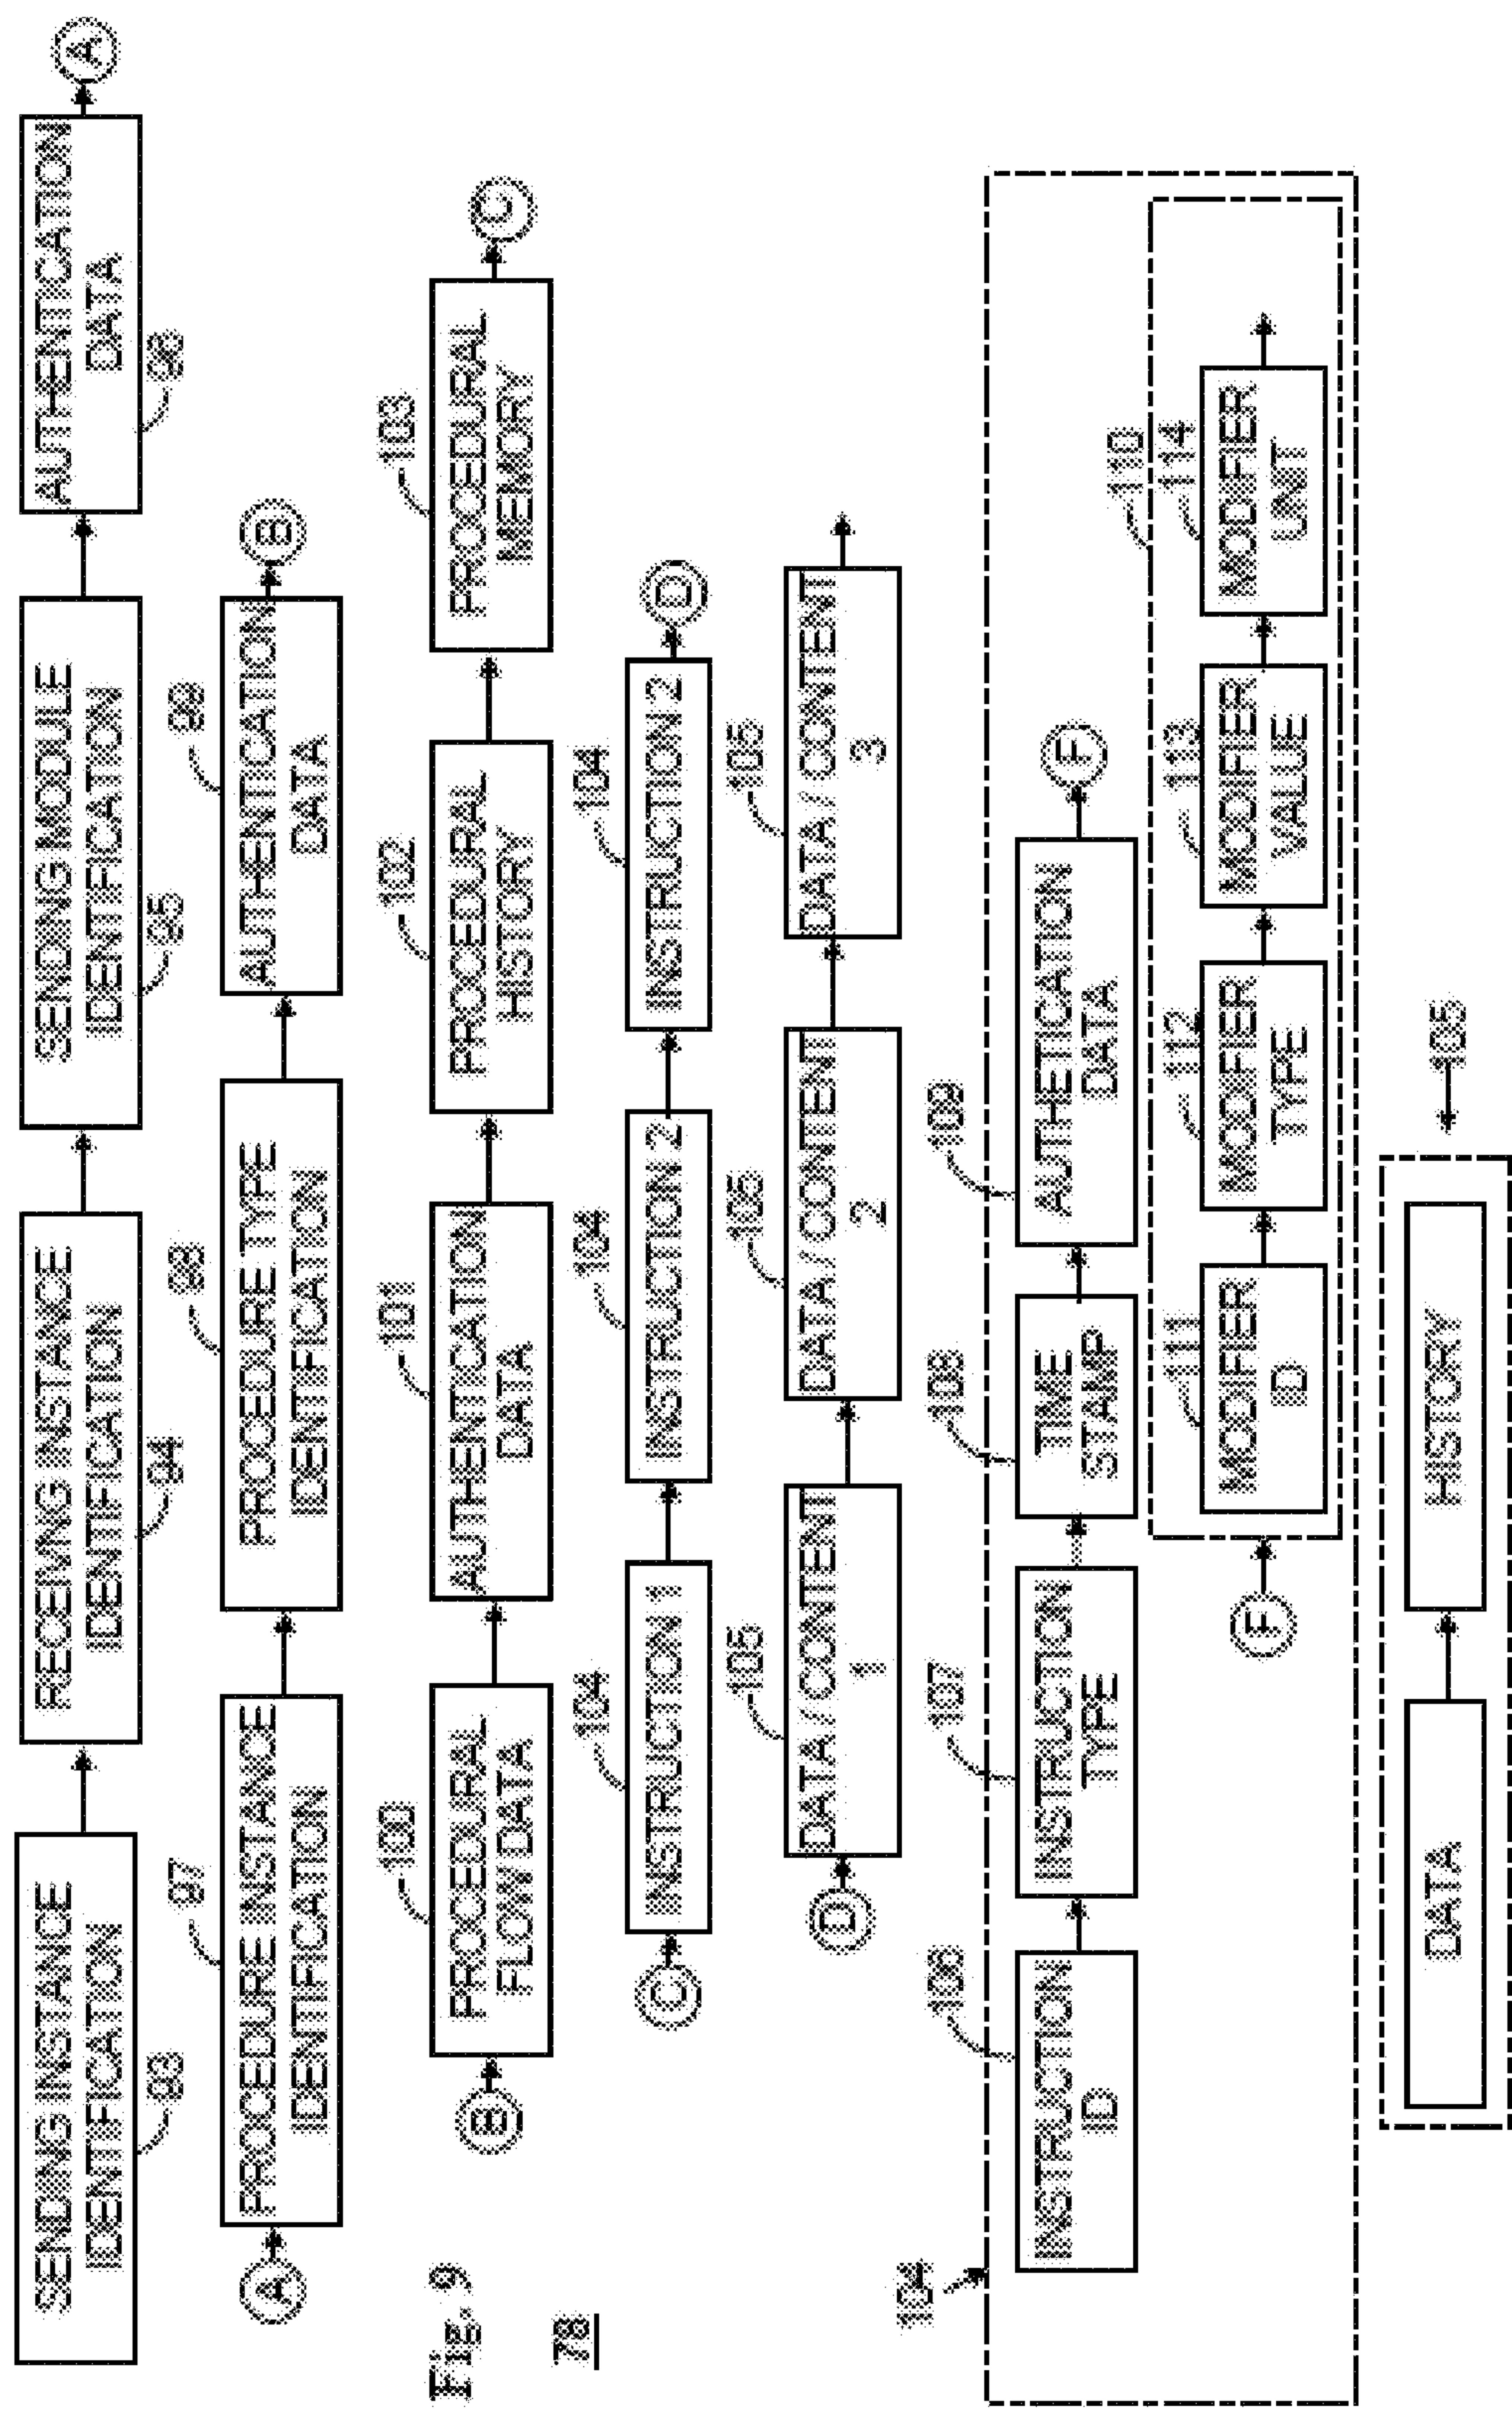 SENDING INSTANCE
IDENTIFICATION
93
RECEIVING INSTANCE
IDENTIFICATION
94
SENDING MODULE
IDENTIFICATION
95
AUTHENTICATION
DATA
96
A
A
97
PROCEDURE INSTANCE
IDENTIFICATION
98
PROCEDURE TYPE
IDENTIFICATION
99
AUTHENTICATION
DATA
B
Fig. 9
78
B
100
PROCEDURAL
FLOW DATA
101
AUTHENTICATION
DATA
102
PROCEDURAL
HISTORY
103
PROCEDURAL
MEMORY
C
C
104
INSTRUCTION 1
104
INSTRUCTION 2
104
INSTRUCTION 2
D
D
105
DATA / CONTENT
1
105
DATA / CONTENT
2
105
DATA / CONTENT
3
104
106
INSTRUCTION
ID
107
INSTRUCTION
TYPE
108
TIME
STAMP
109
AUTHETICATION
DATA
F
F
110
111
MODIFIER
ID
112
MODIFIER
TYPE
113
MODIFIER
VALUE
114
MODIFER
UNIT
DATA
HISTORY
105